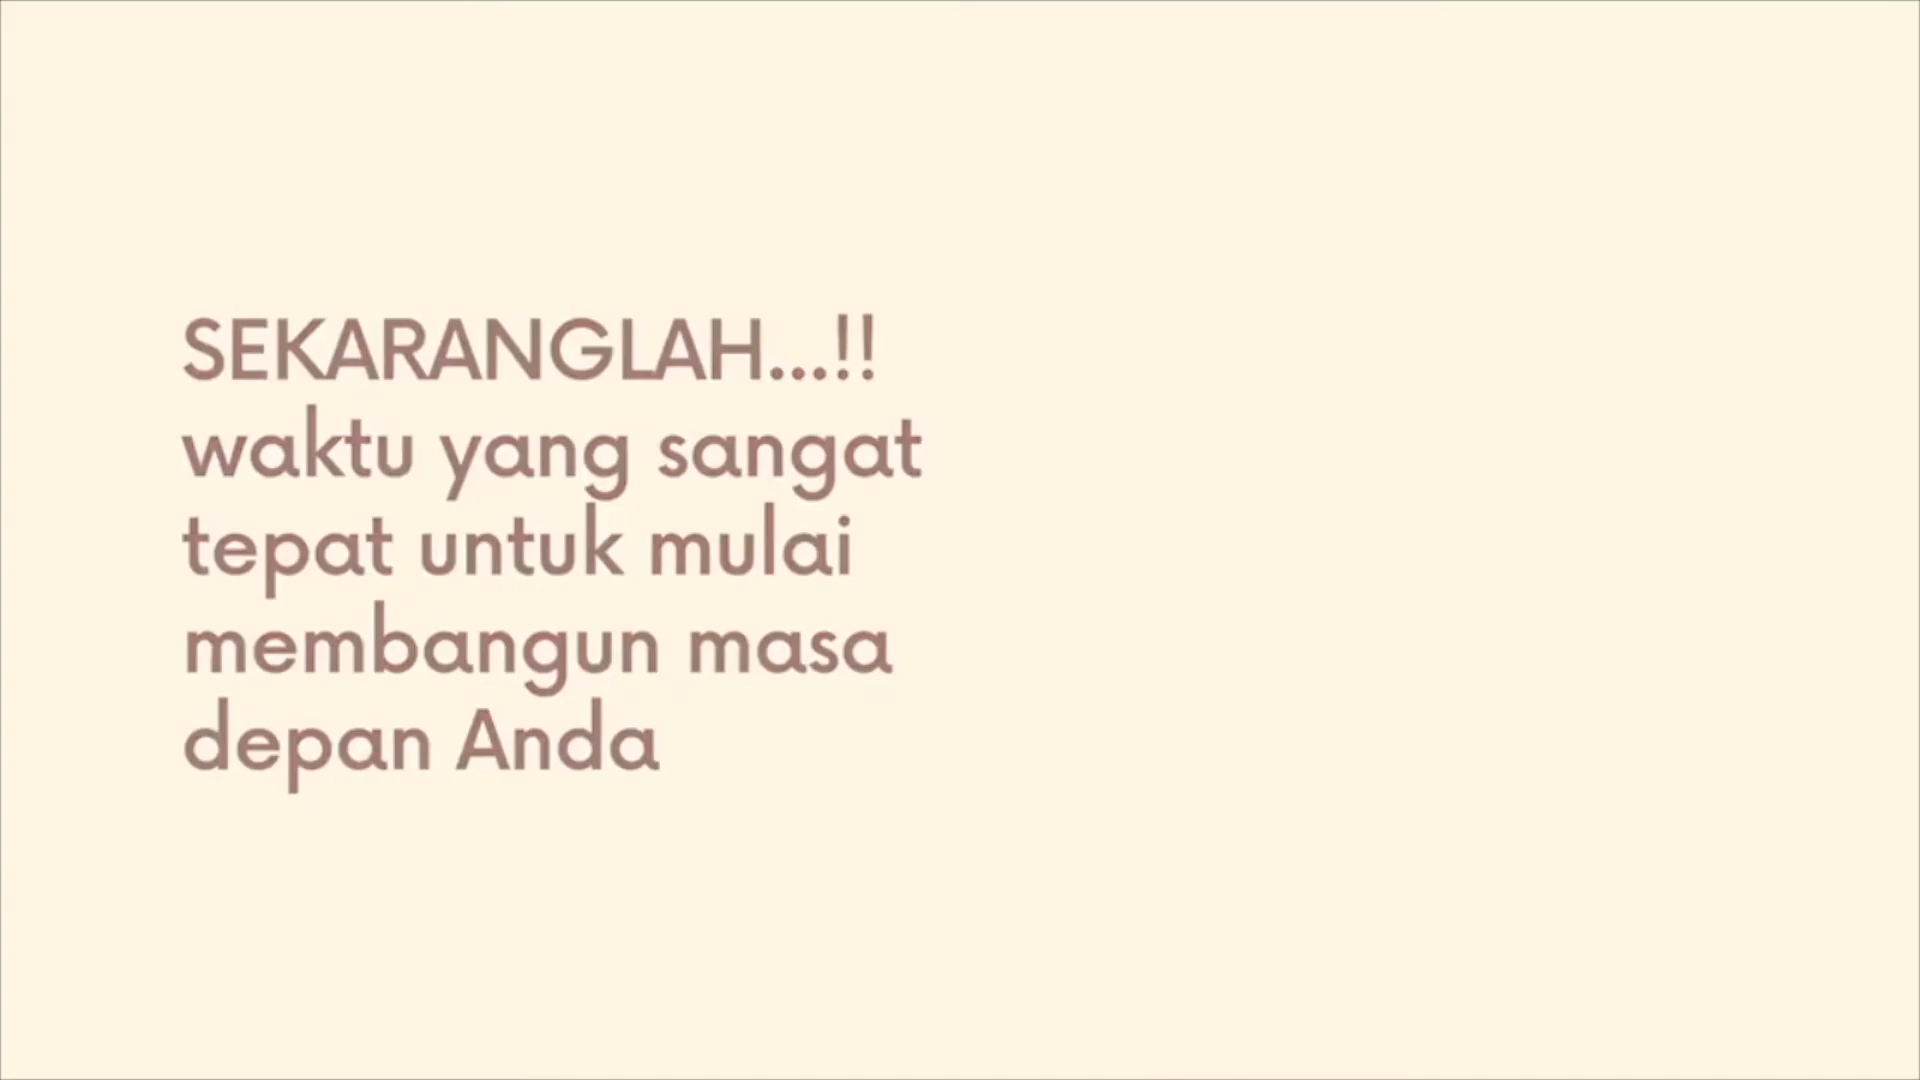 SEKARANGLAH...!!
waktu yang sangat
tepat untuk mulai
membangun masa
depan Anda